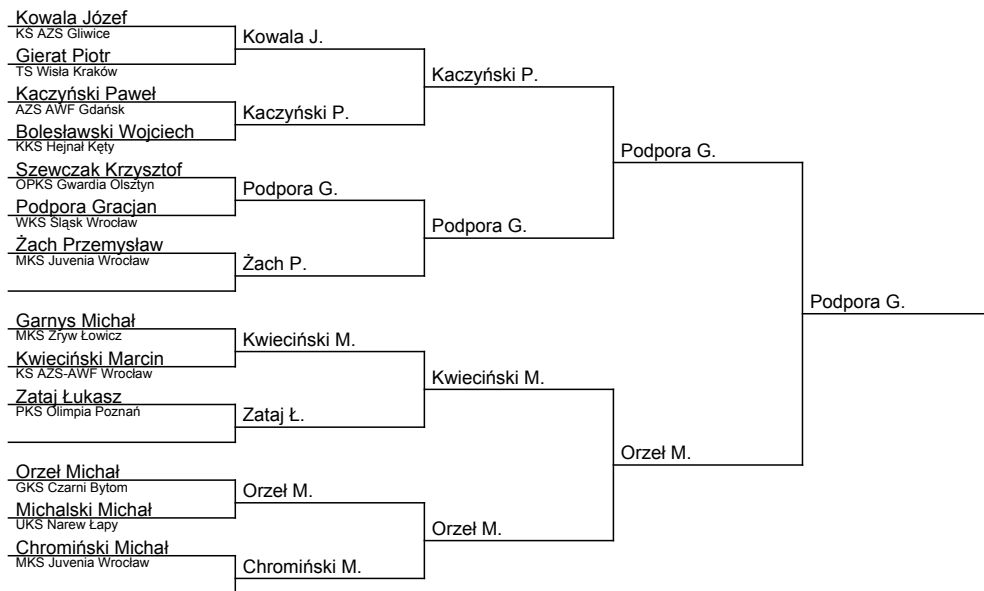 Kowala Józef
KS AZS Gliwice
Gierat Piotr
TS Wisła Kraków
Kaczyński Paweł
AZS AWF Gdańsk
Bolesławski Wojciech
KKS Hejnał Kęty
Szewczak Krzysztof
OPKS Gwardia Olsztyn
Podpora Gracjan
WKS Śląsk Wrocław
Żach Przemysław
MKS Juvenia Wrocław
Garnys Michał
MKS Zryw Łowicz
Kwieciński Marcin
KS AZS-AWF Wrocław
Zataj Łukasz
PKS Olimpia Poznań
Orzeł Michał
GKS Czarni Bytom
Michalski Michał
UKS Narew Łapy
Chromiński Michał
MKS Juvenia Wrocław
Kowala J.
Kaczyński P.
Podpora G.
Żach P.
Kwieciński M.
Zataj Ł.
Orzeł M.
Chromiński M.
Kaczyński P.
Podpora G.
Kwieciński M.
Orzeł M.
Podpora G.
Orzeł M.
Podpora G.